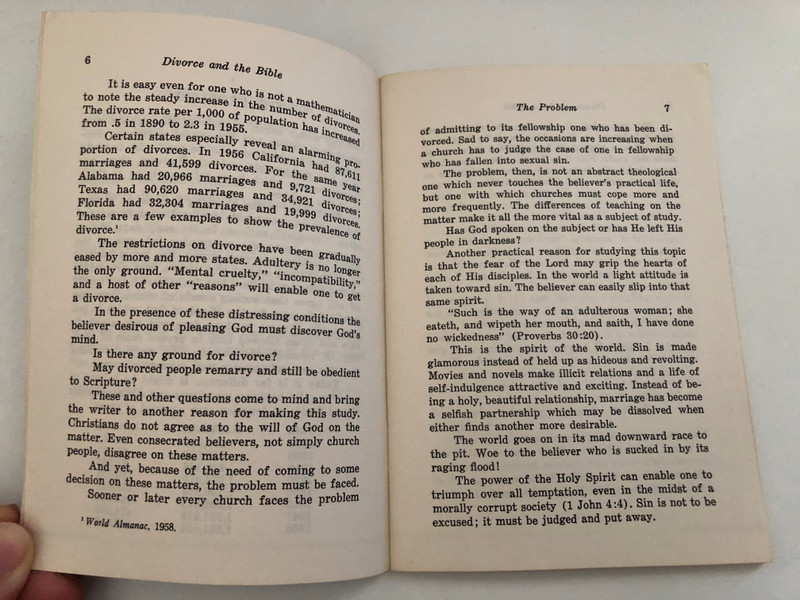 6 Divorce and the Bible
It is easy even for one who is not a mathematician
to note the steady increase in the number of divorces.
The divorce rate per 1,000 of population has increased
from .5 in 1890 to 2.3 in 1955.
Certain states especially reveal an alarming pro-
portion of divorces. In 1956 California had 87,611
marriages and 41,599 divorces. For the same year
Alabama had 20,966 marriages and 9,721 divorces;
Texas had 90,620 marriages and 34,921 divorces;
Florida had 32,304 marriages and 19,999 divorces.
These are a few examples to show the prevalence of
divorce.¹
The restrictions on divorce have been gradually
eased by more and more states. Adultery is no longer
the only ground. “Mental cruelty,” “incompatibility,”
and a host of other “reasons” will enable one to get
a divorce.
In the presence of these distressing conditions the
believer desirous of pleasing God must discover God's
mind.
Is there any ground for divorce?
May divorced people remarry and still be obedient
to Scripture?
These and other questions come to mind and bring
the writer to another reason for making this study.
Christians do not agree as to the will of God on the
matter. Even consecrated believers, not simply church
people, disagree on these matters.
And yet, because of the need of coming to some
decision on these matters, the problem must be faced.
Sooner or later every church faces the problem
¹ World Almanac, 1958.
The Problem 7
of admitting to its fellowship one who has been di-
vorced. Sad to say, the occasions are increasing when
a church has to judge the case of one in fellowship
who has fallen into sexual sin.
The problem, then, is not an abstract theological
one which never touches the believer's practical life,
but one with which churches must cope more and
more frequently. The differences of teaching on the
matter make it all the more vital as a subject of study.
Has God spoken on the subject or has He left His
people in darkness?
Another practical reason for studying this topic
is that the fear of the Lord may grip the hearts of
each of His disciples. In the world a light attitude is
taken toward sin. The believer can easily slip into that
same spirit.
“Such is the way of an adulterous woman; she
eateth, and wipeth her mouth, and saith, I have done
no wickedness” (Proverbs 30:20).
This is the spirit of the world. Sin is made
glamorous instead of held up as hideous and revolting.
Movies and novels make illicit relations and a life of
self-indulgence attractive and exciting. Instead of be-
ing a holy, beautiful relationship, marriage has become
a selfish partnership which may be dissolved when
either finds another more desirable.
The world goes on in its mad downward race to
the pit. Woe to the believer who is sucked in by its
raging flood!
The power of the Holy Spirit can enable one to
triumph over all temptation, even in the midst of a
morally corrupt society (1 John 4:4). Sin is not to be
excused; it must be judged and put away.